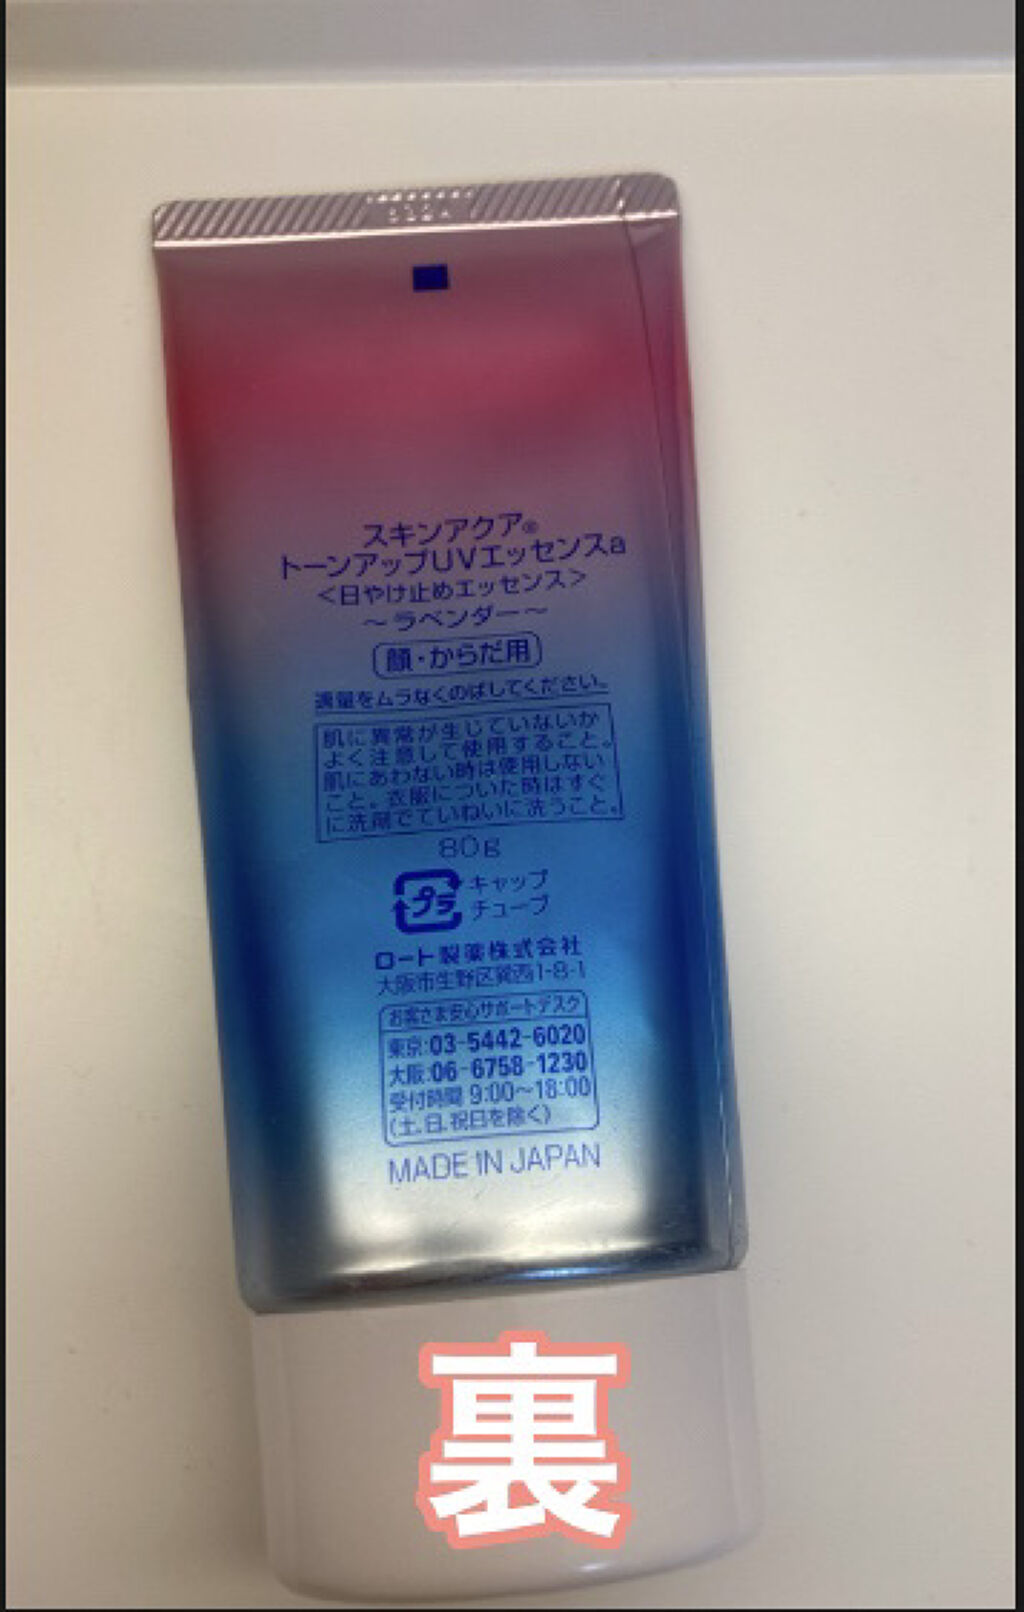 スキンアクア®
トーンアップUVエッセンスa
＜日やけ止めエッセンス＞
～ラベンダー～
顔・からだ用
適量をムラなくのばしてください。
肌に異常が生じていないか
よく注意して使用すること。
肌にあわない時は使用しない
こと。衣服についた時はすぐ
に洗剤でていねいに洗うこと。
80g
プラ
キャップ
チューブ
ロート製薬株式会社
大阪市生野区巽西1-8-1
お客さま安心サポートデスク
東京:03-5442-6020
大阪:06-6758-1230
受付時間 9:00～18:00
(土、日、祝日を除く)
MADE IN JAPAN
裏